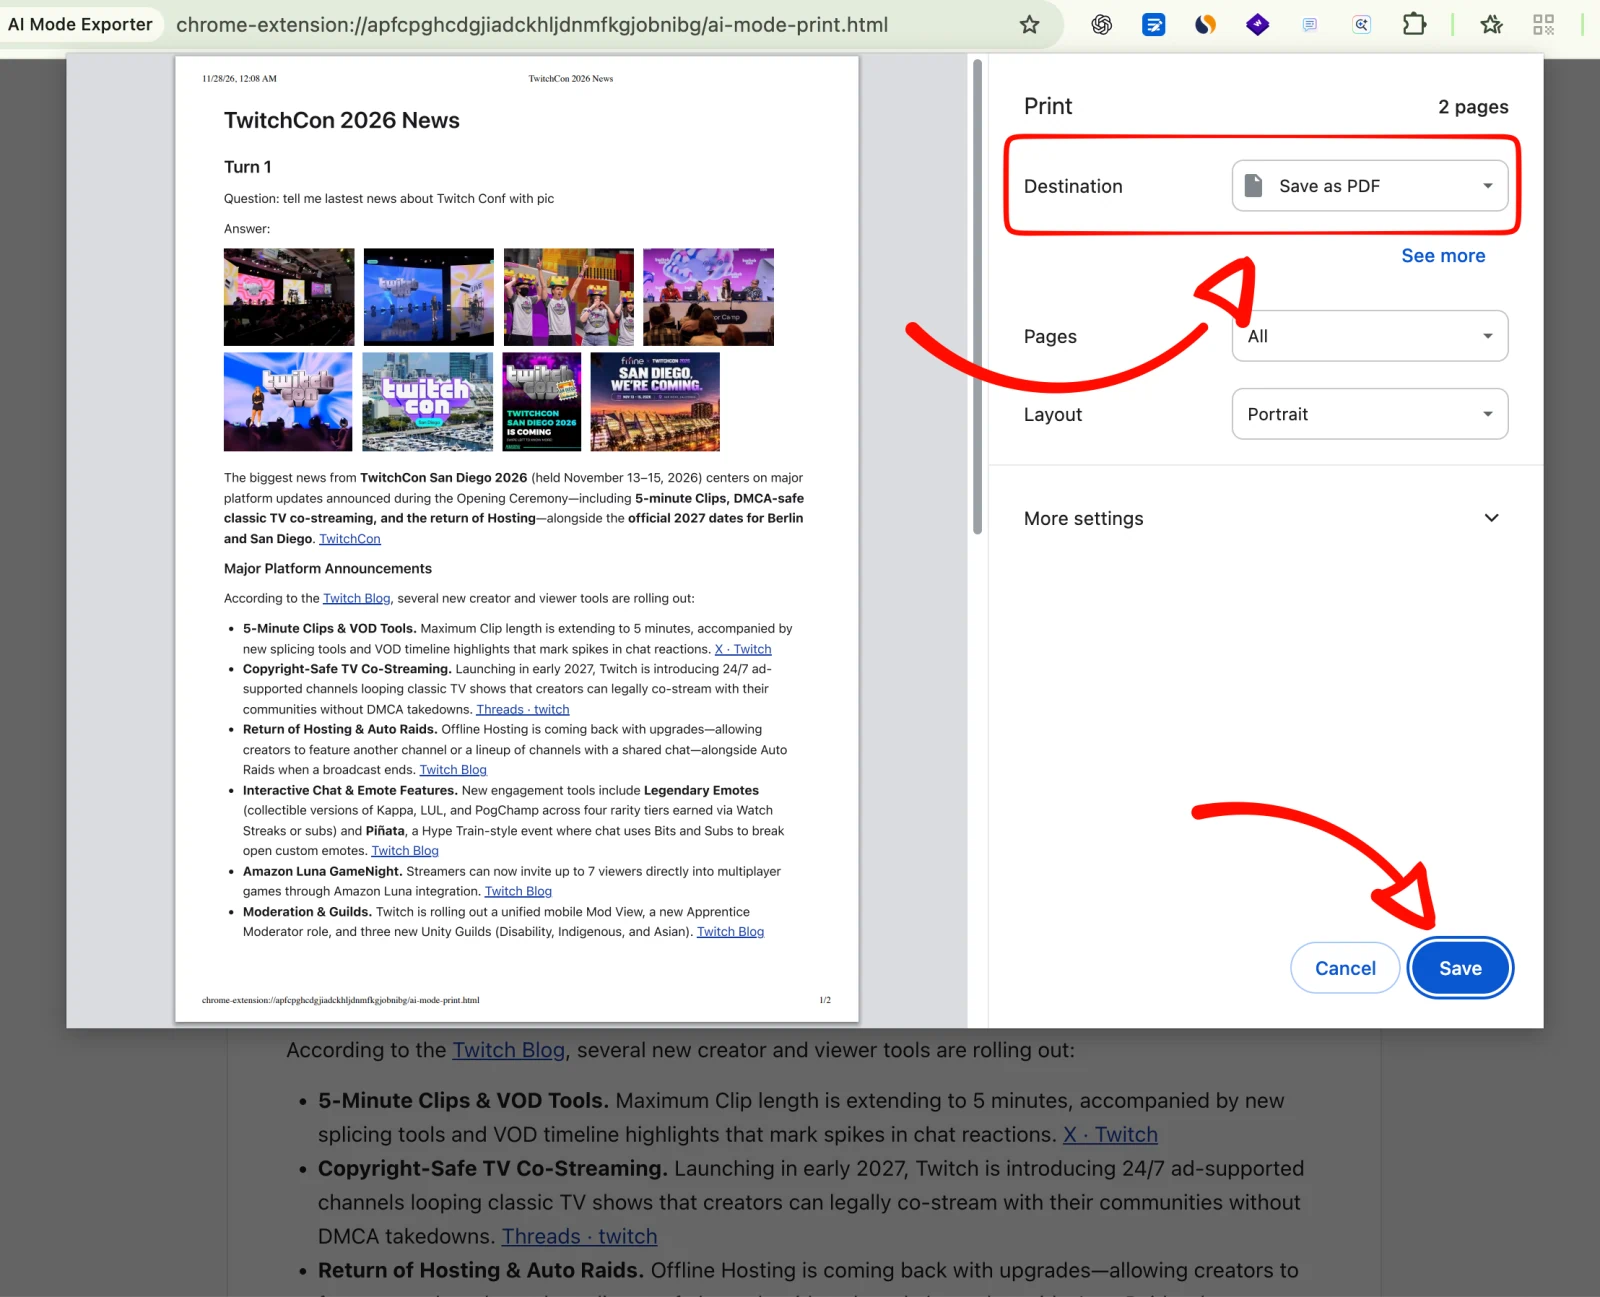 AI Mode Exporter
chrome-extension://apfcpghcdgjiadckhljdnmfkgjobnibg/ai-mode-print.html
11/28/26, 12:08 AM
TwitchCon 2026 News
TwitchCon 2026 News
Turn 1
Question: tell me lastest news about Twitch Conf with pic
Answer:
twitch
or Camp
twitch
con
twitch
con
San Diego
twitch
con
TWITCHCON
SAN DIEGO 2026
IS COMING
fifine × TWITCHCON
SAN DIEGO,
WE'RE COMING.
The biggest news from TwitchCon San Diego 2026 (held November 13–15, 2026) centers on major
platform updates announced during the Opening Ceremony—including 5-minute Clips, DMCA-safe
classic TV co-streaming, and the return of Hosting—alongside the official 2027 dates for Berlin
and San Diego. TwitchCon
Major Platform Announcements
According to the Twitch Blog, several new creator and viewer tools are rolling out:
• 5-Minute Clips & VOD Tools. Maximum Clip length is extending to 5 minutes, accompanied by
new splicing tools and VOD timeline highlights that mark spikes in chat reactions. X · Twitch
• Copyright-Safe TV Co-Streaming. Launching in early 2027, Twitch is introducing 24/7 ad-
supported channels looping classic TV shows that creators can legally co-stream with their
communities without DMCA takedowns. Threads · twitch
• Return of Hosting & Auto Raids. Offline Hosting is coming back with upgrades—allowing
creators to feature another channel or a lineup of channels with a shared chat—alongside Auto
Raids when a broadcast ends. Twitch Blog
• Interactive Chat & Emote Features. New engagement tools include Legendary Emotes
(collectible versions of Kappa, LUL, and PogChamp across four rarity tiers earned via Watch
Streaks or subs) and Piñata, a Hype Train-style event where chat uses Bits and Subs to break
open custom emotes. Twitch Blog
• Amazon Luna GameNight. Streamers can now invite up to 7 viewers directly into multiplayer
games through Amazon Luna integration. Twitch Blog
• Moderation & Guilds. Twitch is rolling out a unified mobile Mod View, a new Apprentice
Moderator role, and three new Unity Guilds (Disability, Indigenous, and Asian). Twitch Blog
chrome-extension://apfcpghcdgjiadckhljdnmfkgjobnibg/ai-mode-print.html
1/2
Print
2 pages
Destination
Save as PDF
See more
Pages
All
Layout
Portrait
More settings
Cancel
Save
According to the Twitch Blog, several new creator and viewer tools are rolling out:
• 5-Minute Clips & VOD Tools. Maximum Clip length is extending to 5 minutes, accompanied by new
splicing tools and VOD timeline highlights that mark spikes in chat reactions. X · Twitch
• Copyright-Safe TV Co-Streaming. Launching in early 2027, Twitch is introducing 24/7 ad-supported
channels looping classic TV shows that creators can legally co-stream with their communities without
DMCA takedowns. Threads · twitch
• Return of Hosting & Auto Raids. Offline Hosting is coming back with upgrades—allowing creators to